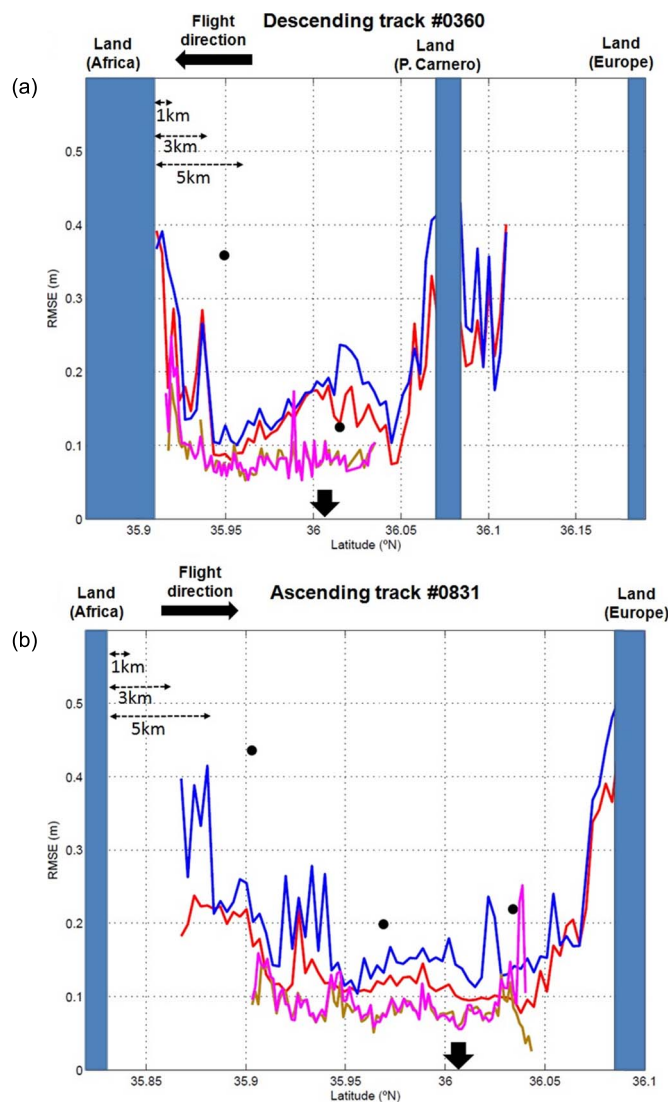 Descending track #0360
Flight
direction
Land
(Africa)
Land
(P. Carnero)
Land
(Europe)
(a)
1km
3km
5km
0.5
0.4
0.3
0.2
0.1
0
RMSE (m)
35.9
35.95
36
36.05
36.1
36.15
Latitude (ºN)
(b)
Ascending track #0831
Flight
direction
Land
(Africa)
Land
(Europe)
1km
3km
5km
0.5
0.4
0.3
0.2
0.1
0
RMSE (m)
35.85
35.9
35.95
36
36.05
36.1
Latitude (ºN)